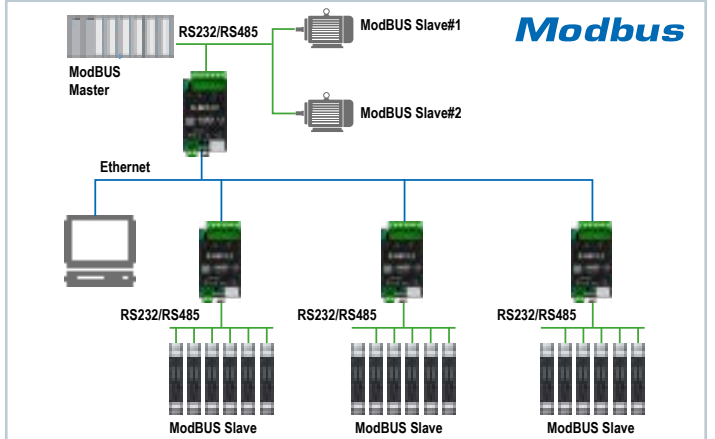 RS232/RS485
ModBUS Slave#1
Modbus
ModBUS
Master
ModBUS Slave#2
Ethernet
RS232/RS485
RS232/RS485
RS232/RS485
ModBUS Slave
ModBUS Slave
ModBUS Slave